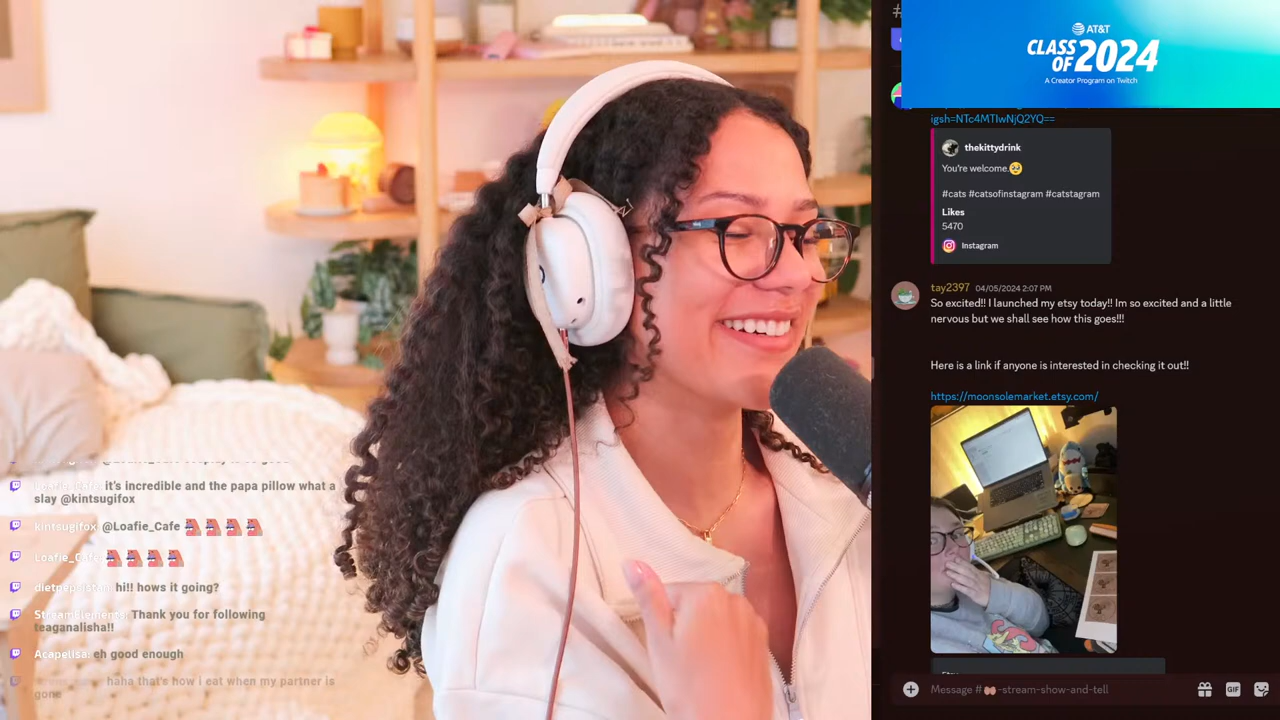 AT&T
CLASS
OF 2024
A Creator Program on Twitch
igsh=NTc4MTIwNjQ2YQ==
thekittydrink
You're welcome.🥹
#cats #catsofinstagram #catstagram
Likes
5470
Instagram
tay2397 04/05/2024 2:07 PM
So excited!! I launched my etsy today!! Im so excited and a little
nervous but we shall see how this goes!!!
Here is a link if anyone is interested in checking it out!!
https://moonsolemarket.etsy.com/
Message #-stream-show-and-tell
GIF
it's incredible and the papa pillow what a
slay @kintsugifox
kintsugifox @Loafie_Cafe
Loafie_Cafe:
hi!! hows it going?
StreamElements: Thank you for following
teaganalisha!!
Acapelisa: eh good enough
haha that's how i eat when my partner is
gone